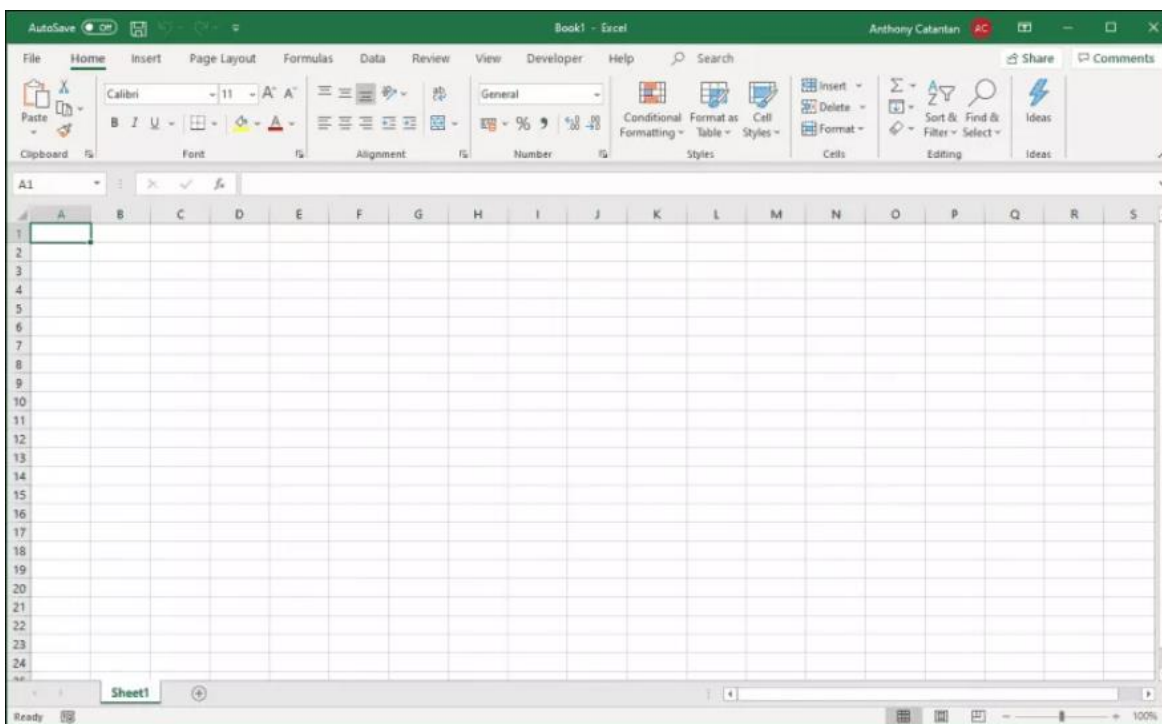 AutoSave Off Book1 - Excel Anthony Catantan AC
File Home Insert Page Layout Formulas Data Review View Developer Help Search Share Comments
Paste Calibri 11 A A General Conditional Formatting Format as Table Cell Styles Insert Delete Format Sort & Filter Find & Select Ideas
B I U A % 9
Clipboard Font Alignment Number Styles Cells Editing Ideas
A1 fx
A B C D E F G H I J K L M N O P Q R S
1
2
3
4
5
6
7
8
9
10
11
12
13
14
15
16
17
18
19
20
21
22
23
24
Sheet1
Ready 100%